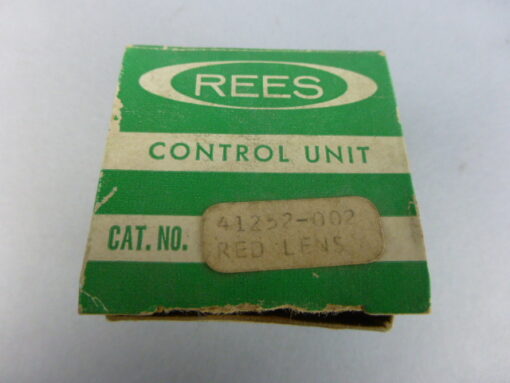 REES
CONTROL UNIT
CAT. NO.
41252-002
RED LENS